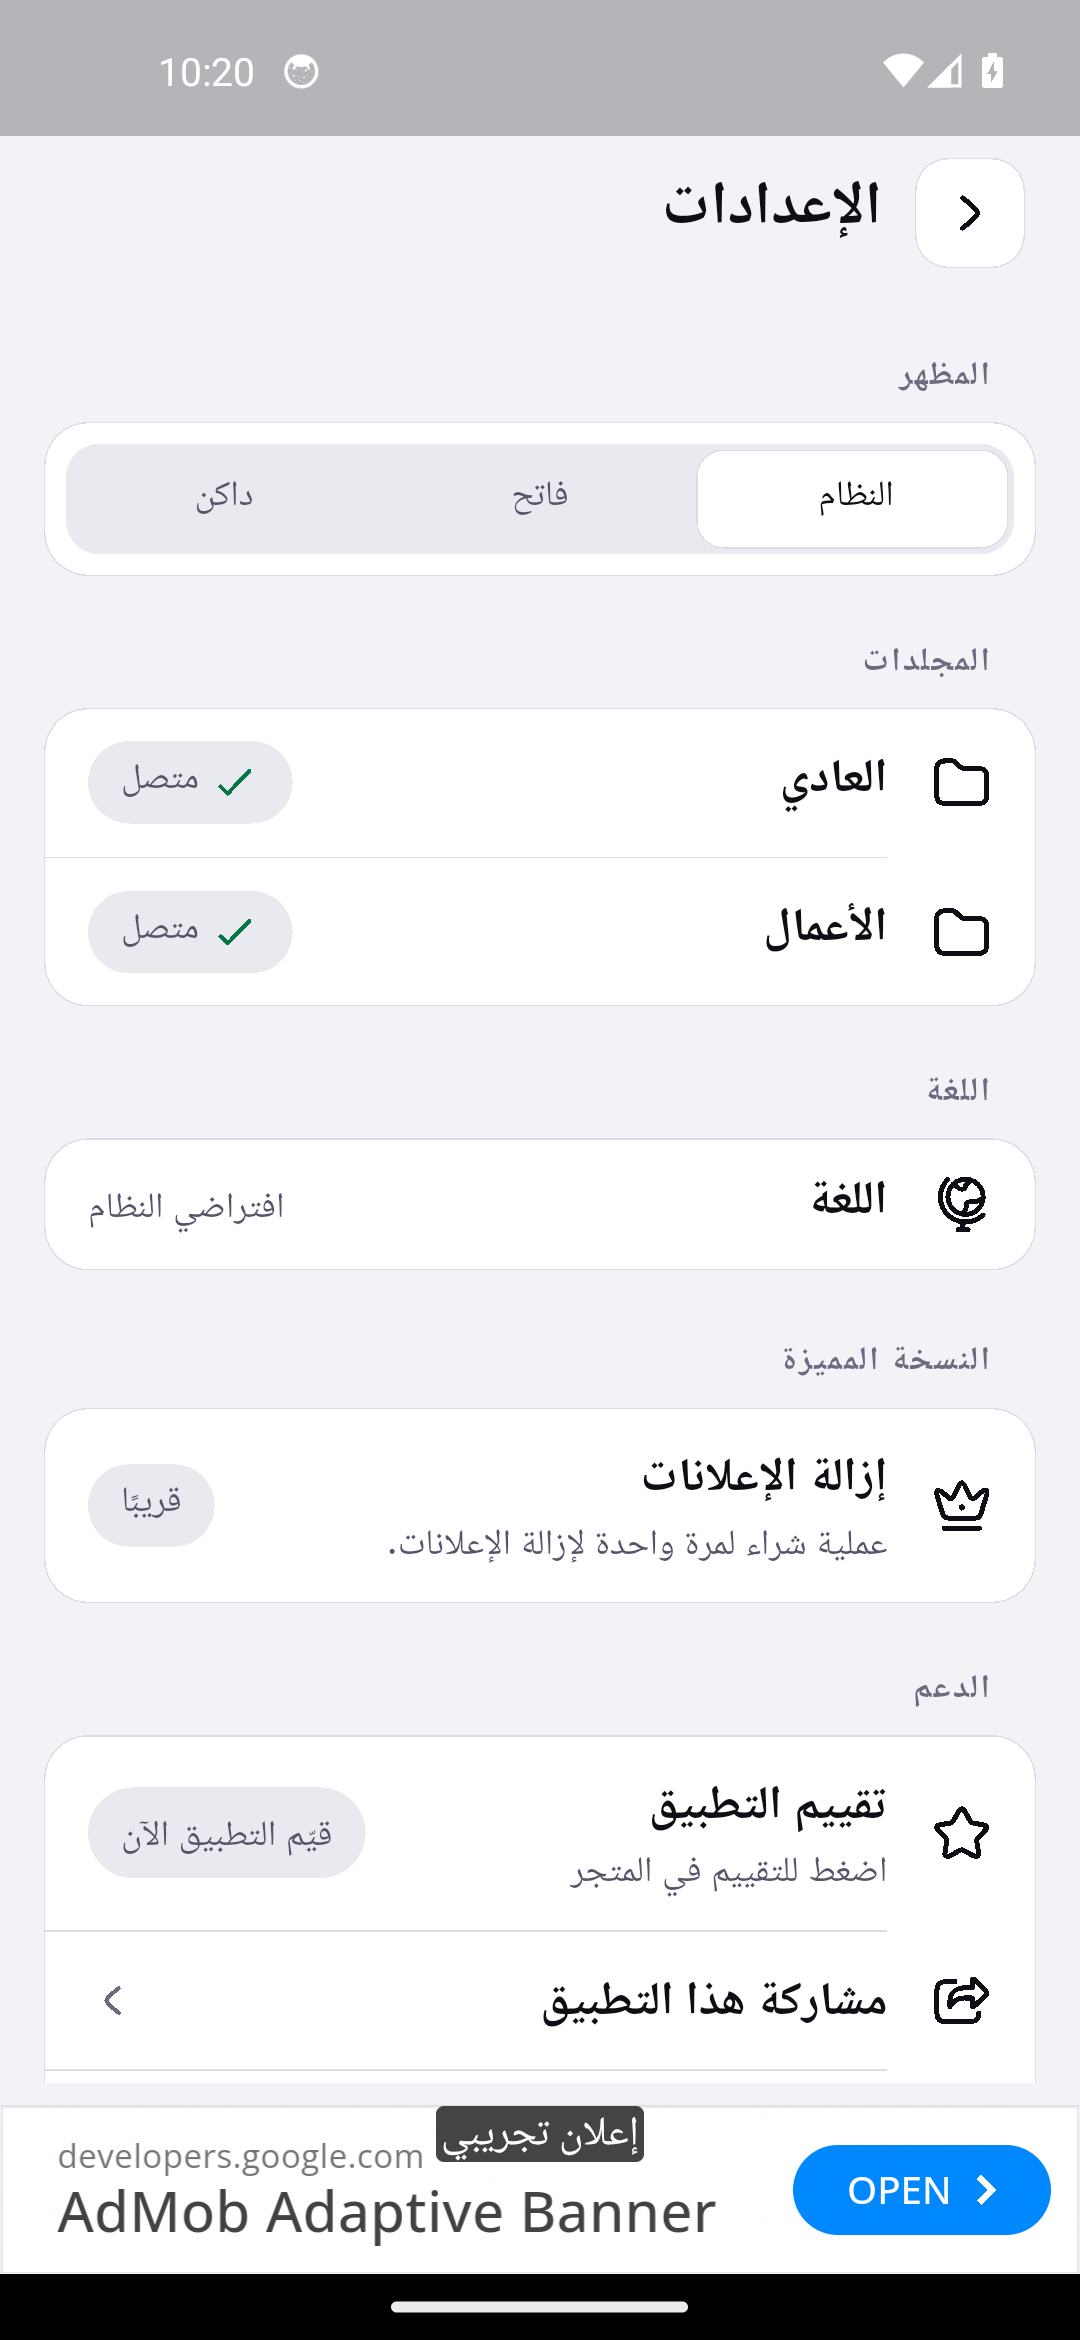 10:20
الإعدادات
المظهر
النظام
فاتح
داكن
المجلدات
العادي
متصل
الأعمال
متصل
اللغة
اللغة
افتراضي النظام
النسخة المميزة
إزالة الإعلانات
عملية شراء لمرة واحدة لإزالة الإعلانات.
قريبًا
الدعم
تقييم التطبيق
اضغط للتقييم في المتجر
قيّم التطبيق الآن
مشاركة هذا التطبيق
إعلان تجريبي
developers.google.com
AdMob Adaptive Banner
OPEN